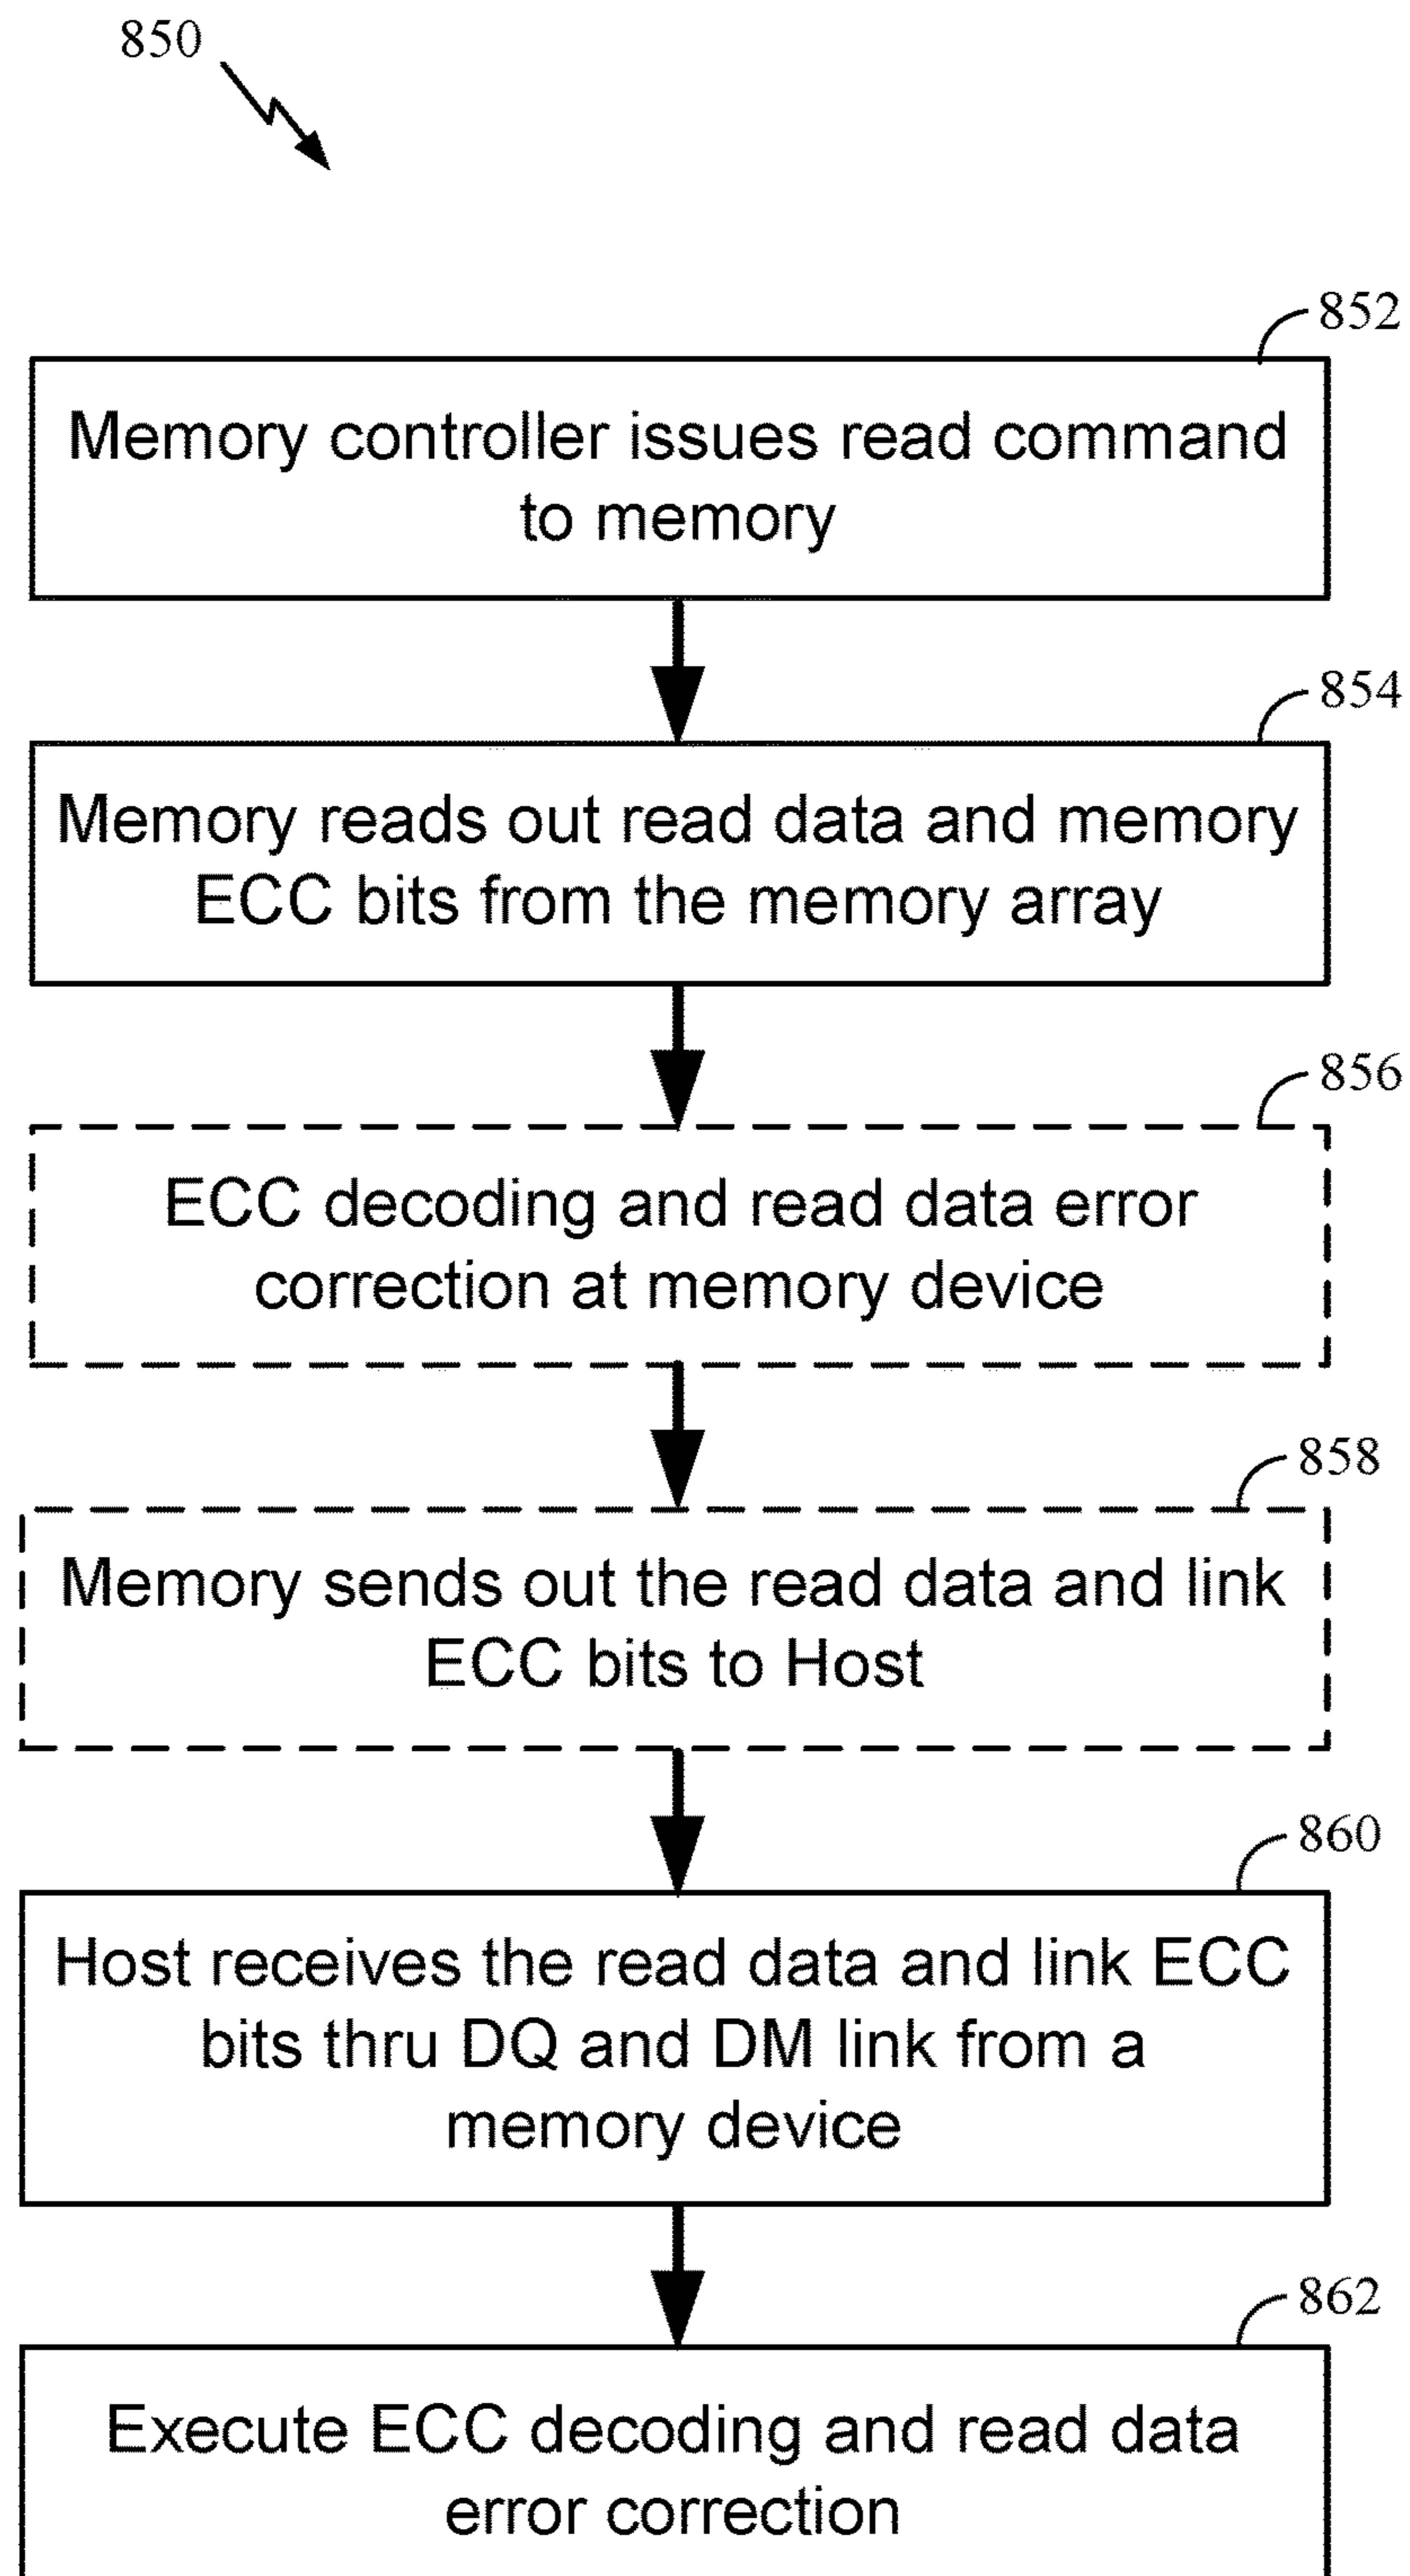 850
852
Memory controller issues read command
to memory
854
Memory reads out read data and memory
ECC bits from the memory array
856
ECC decoding and read data error
correction at memory device
858
Memory sends out the read data and link
ECC bits to Host
860
Host receives the read data and link ECC
bits thru DQ and DM link from a
memory device
862
Execute ECC decoding and read data
error correction